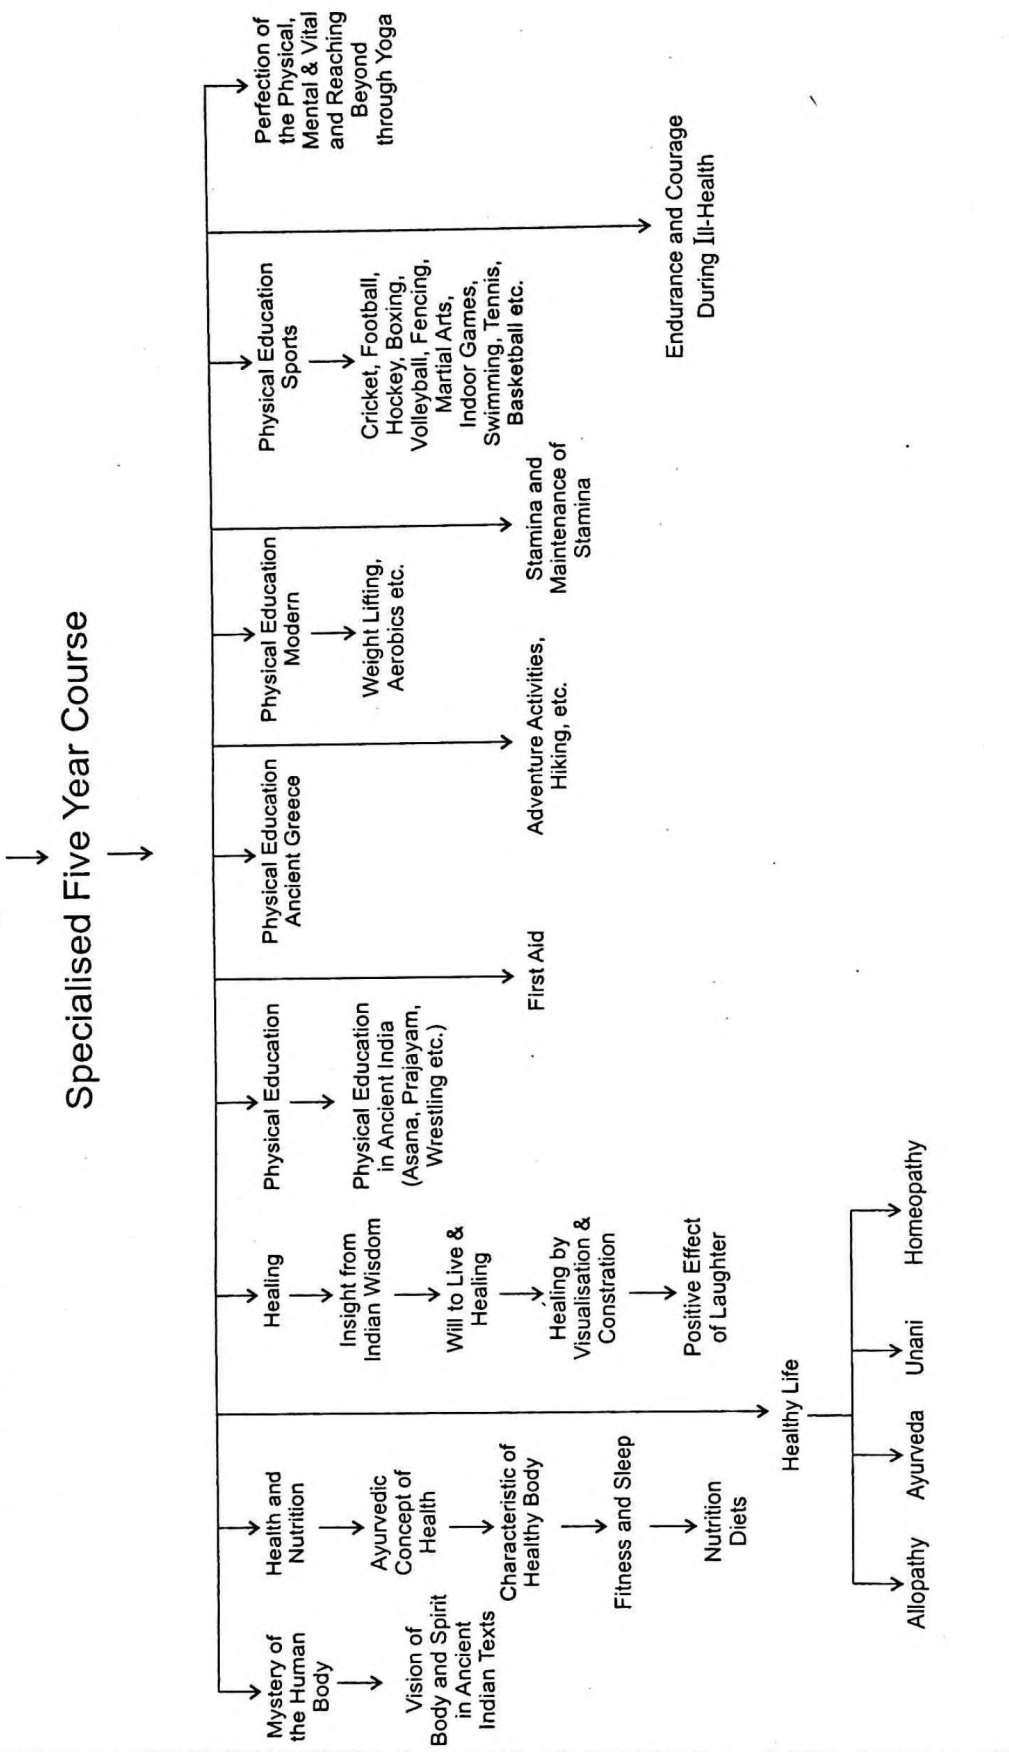 Specialised Five Year Course
Mystery of
the Human
Body
Vision of
Body and Spirit
in Ancient
Indian Texts
Health and
Nutrition
Ayurvedic
Concept of
Health
Characteristic of
Healthy Body
Fitness and Sleep
Nutrition
Diets
Healthy Life
Allopathy
Ayurveda
Unani
Homeopathy
Healing
Insight from
Indian Wisdom
Will to Live &
Healing
Healing by
Visualisation &
Constration
Positive Effect
of Laughter
Physical Education
Physical Education
in Ancient India
(Asana, Prajayam,
Wrestling etc.)
First Aid
Physical Education
Ancient Greece
Adventure Activities,
Hiking, etc.
Physical Education
Modern
Weight Lifting,
Aerobics etc.
Stamina and
Maintenance of
Stamina
Physical Education
Sports
Cricket, Football,
Hockey, Boxing,
Volleyball, Fencing,
Martial Arts,
Indoor Games,
Swimming, Tennis,
Basketball etc.
Endurance and Courage
During Ill-Health
Perfection of
the Physical,
Mental & Vital
and Reaching
Beyond
through Yoga